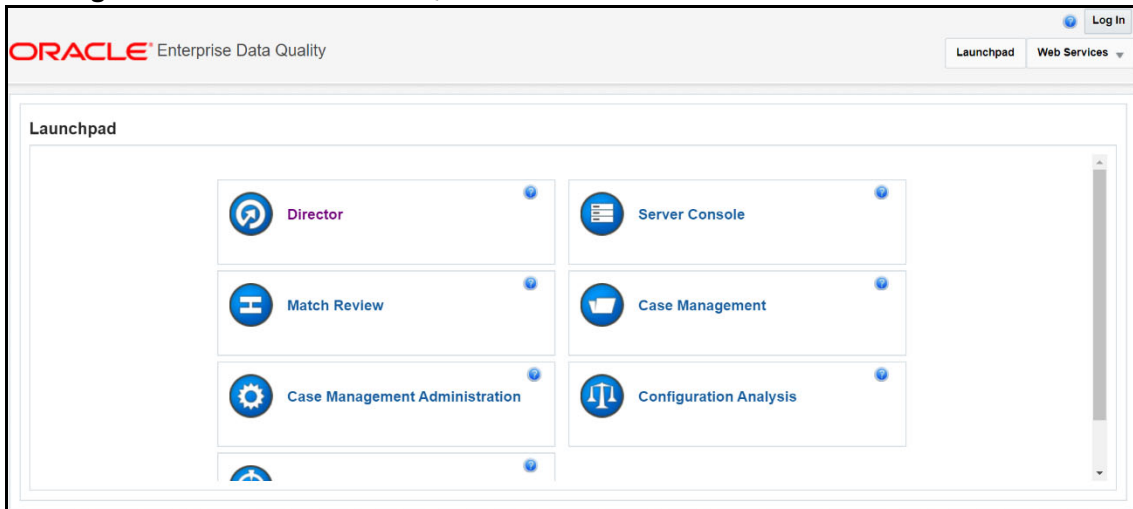 Log In
ORACLE® Enterprise Data Quality
Launchpad Web Services
Launchpad
Director
Server Console
Match Review
Case Management
Case Management Administration
Configuration Analysis